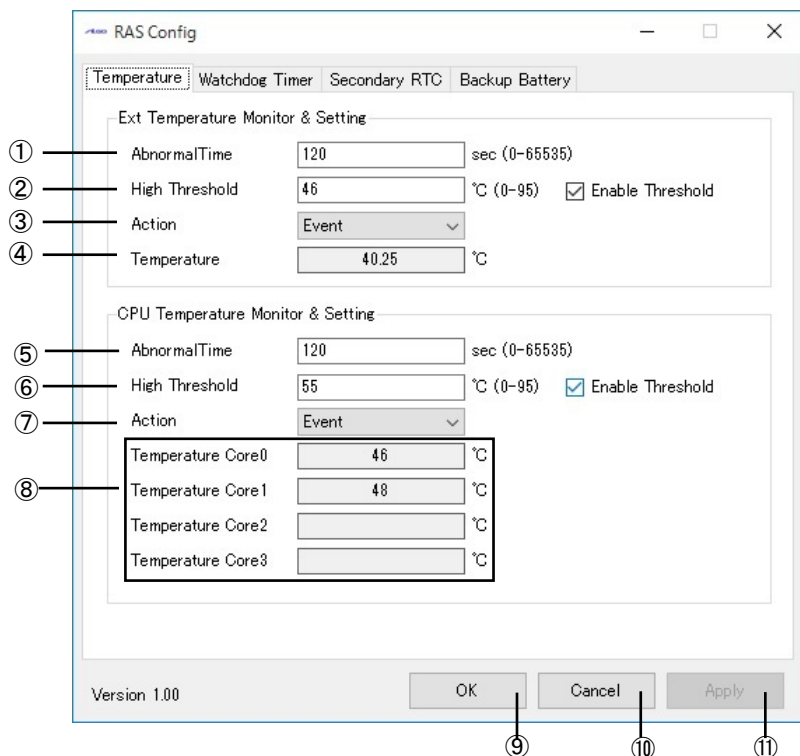 RAS Config
Temperature Watchdog Timer Secondary RTC Backup Battery
Ext Temperature Monitor & Setting
① AbnormalTime 120 sec (0-65535)
② High Threshold 46 ℃ (0-95) Enable Threshold
③ Action Event
④ Temperature 40.25 ℃
CPU Temperature Monitor & Setting
⑤ AbnormalTime 120 sec (0-65535)
⑥ High Threshold 55 ℃ (0-95) Enable Threshold
⑦ Action Event
Temperature Core0 46 ℃
⑧ Temperature Core1 48 ℃
Temperature Core2 ℃
Temperature Core3 ℃
Version 1.00 OK Cancel Apply
⑨ ⑩ ⑪